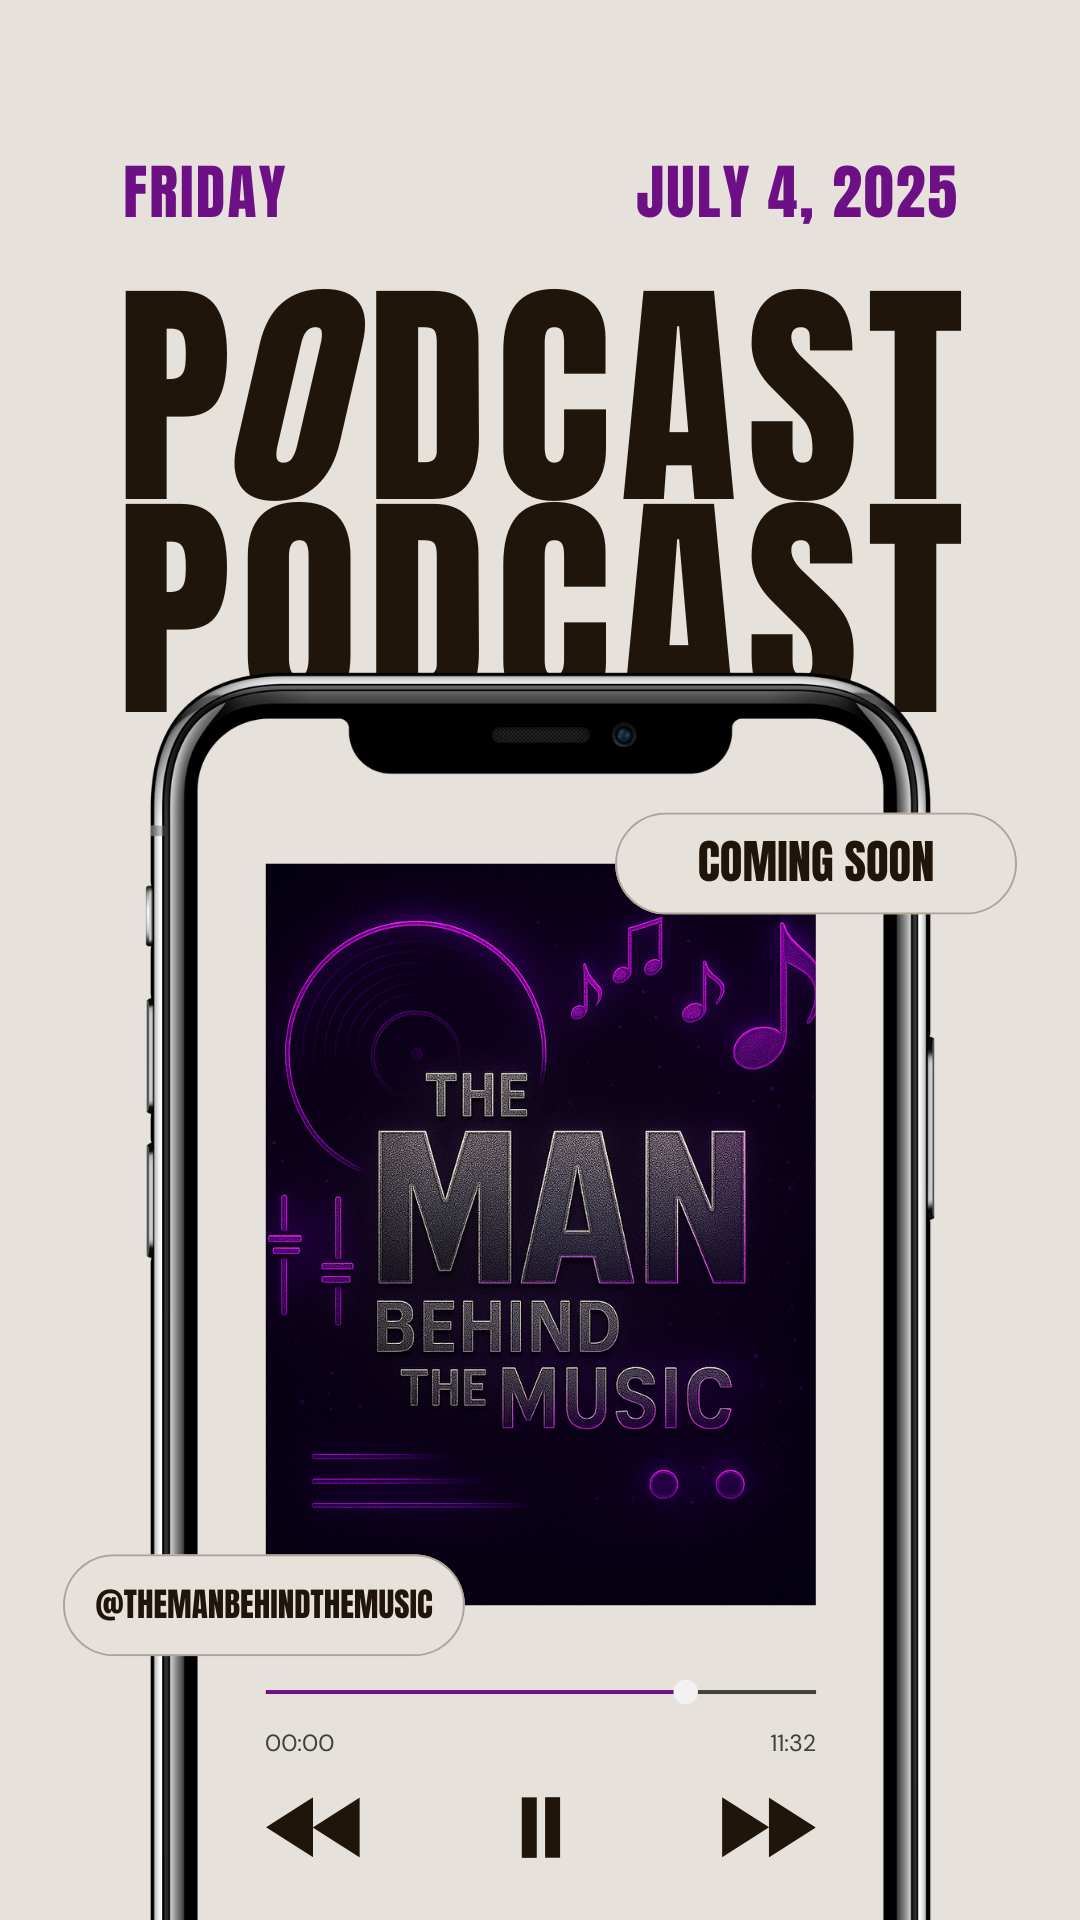 FRIDAY
JULY 4, 2025
PODCAST
PODCAST
COMING SOON
THE
MAN
BEHIND
THE MUSIC
@THEMANBEHINDTHEMUSIC
00:00
11:32